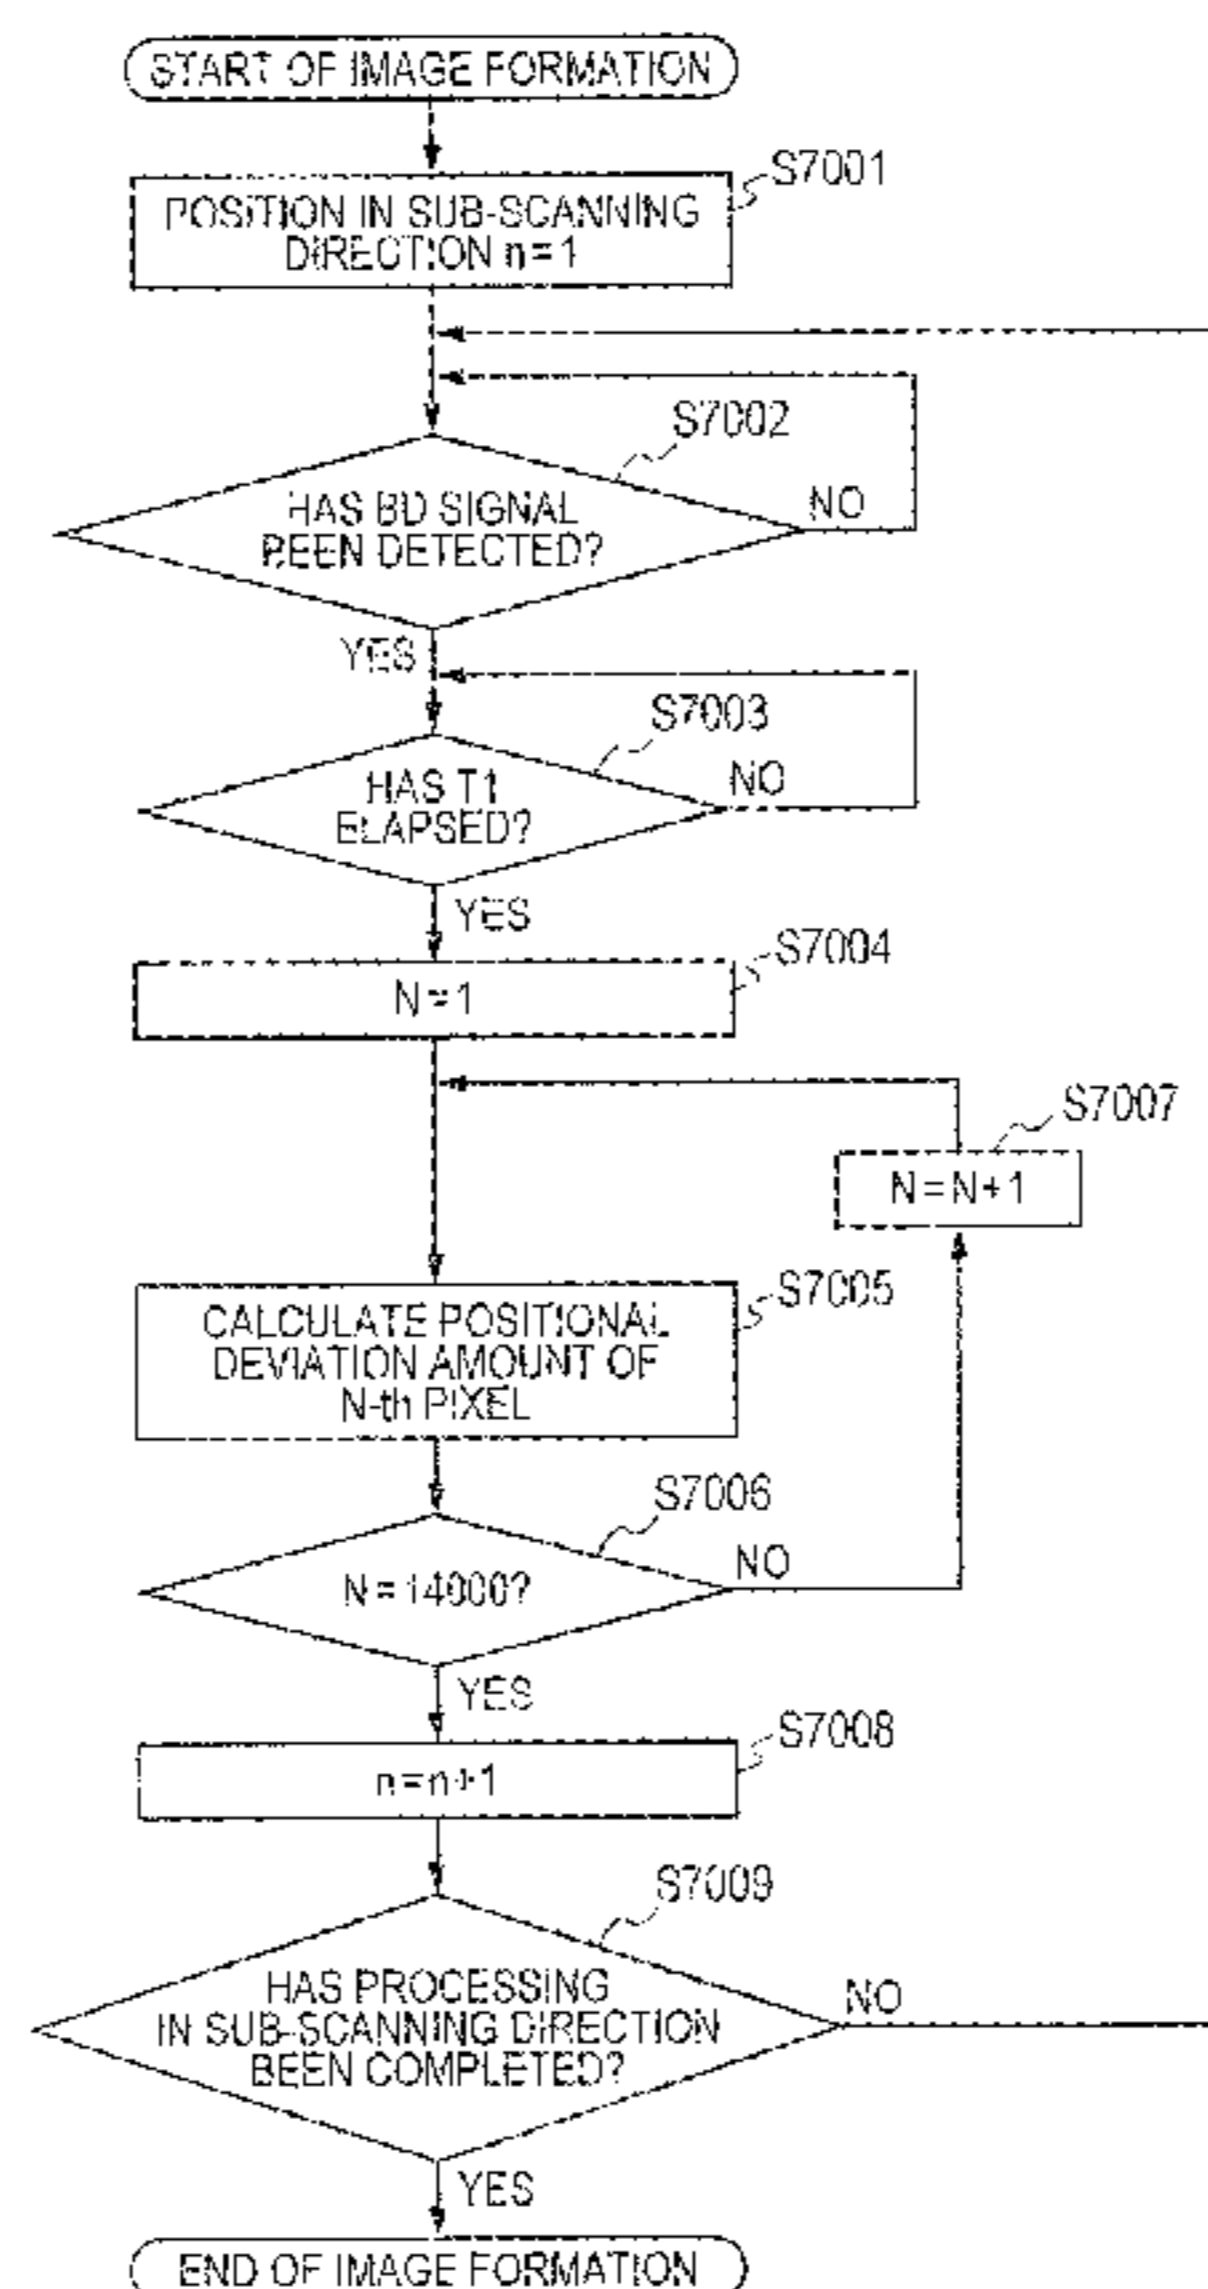 START OF IMAGE FORMATION
S7001
POSITION IN SUB-SCANNING
DIRECTION n=1
S7002
HAS BD SIGNAL
BEEN DETECTED?
NO
YES
S7003
HAS T1
ELAPSED?
NO
YES
S7004
N=1
S7007
N=N+1
S7005
CALCULATE POSITIONAL
DEVIATION AMOUNT OF
N-th PIXEL
S7006
N=14000?
NO
YES
S7008
n=n+1
S7009
HAS PROCESSING
IN SUB-SCANNING DIRECTION
BEEN COMPLETED?
NO
YES
END OF IMAGE FORMATION